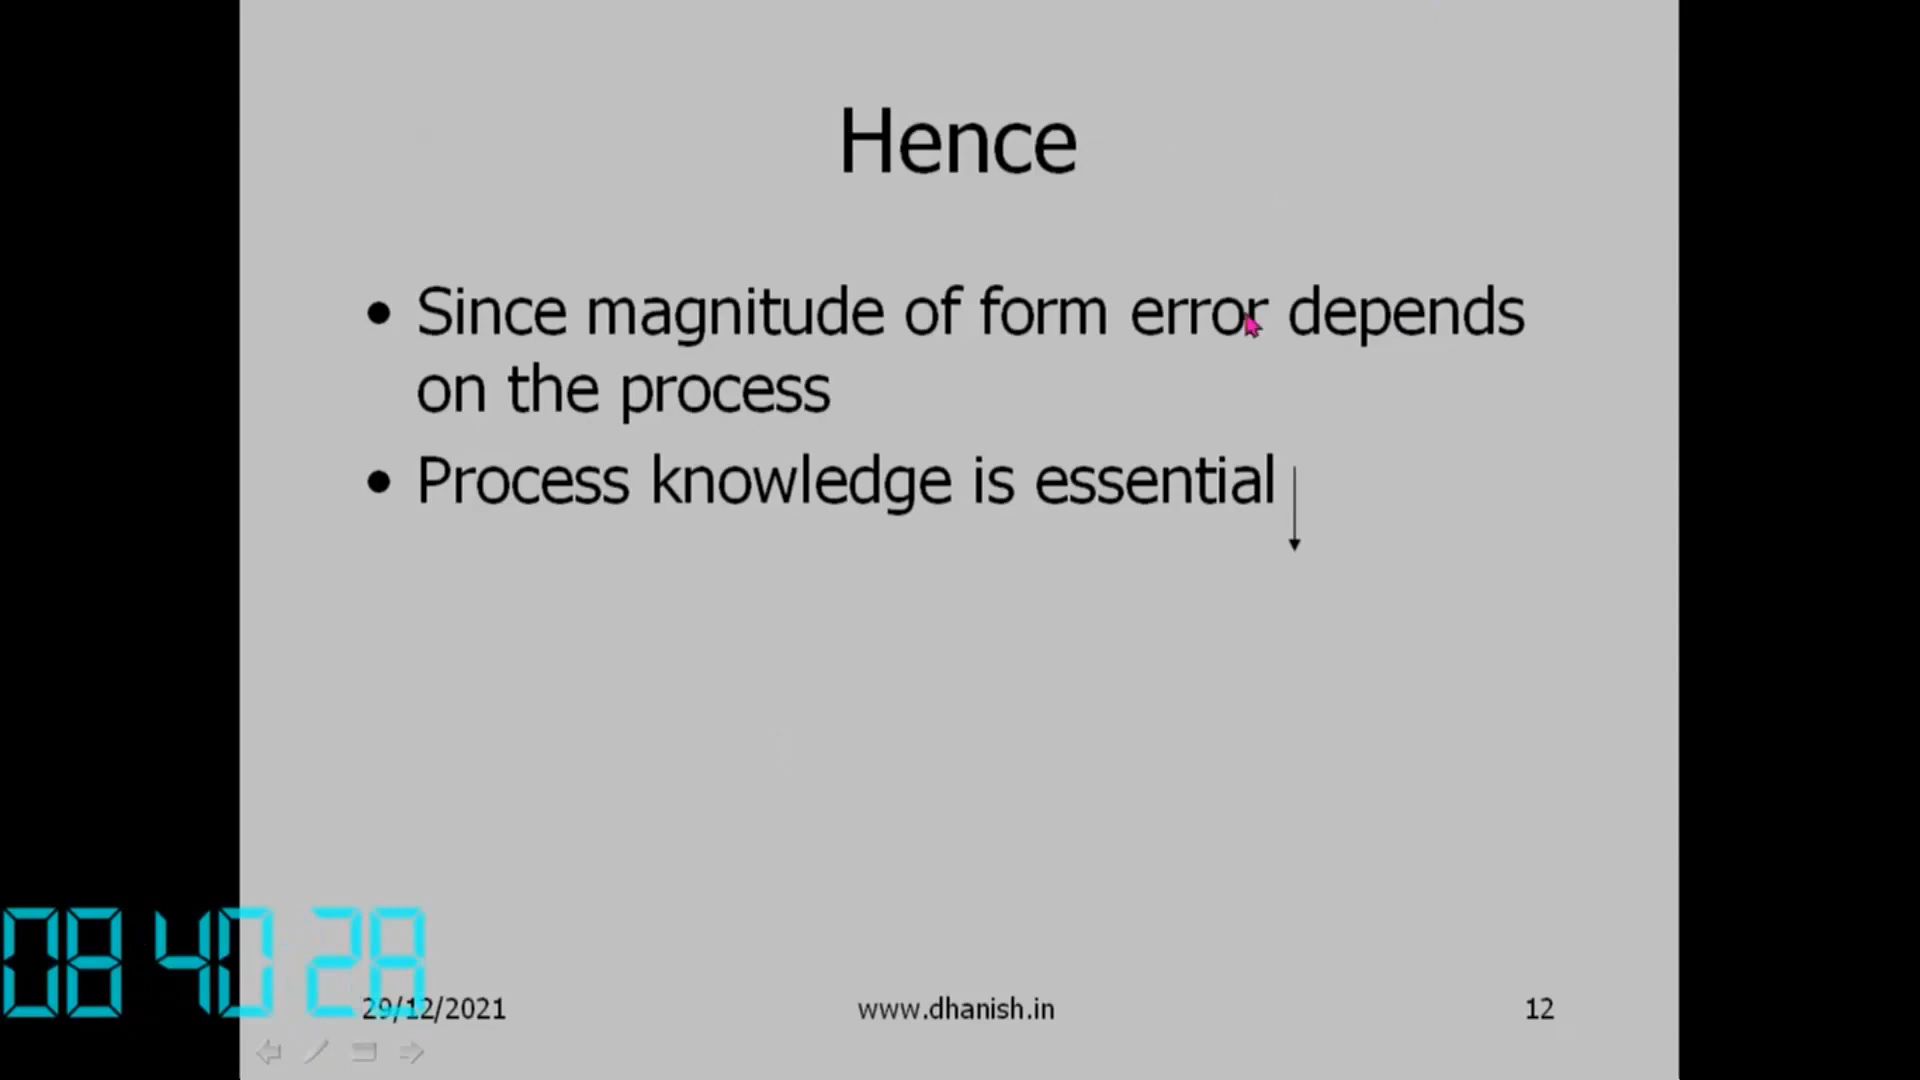 Hence
• Since magnitude of form error depends
on the process
• Process knowledge is essential
08 40
29/12/2021
www.dhanish.in
12